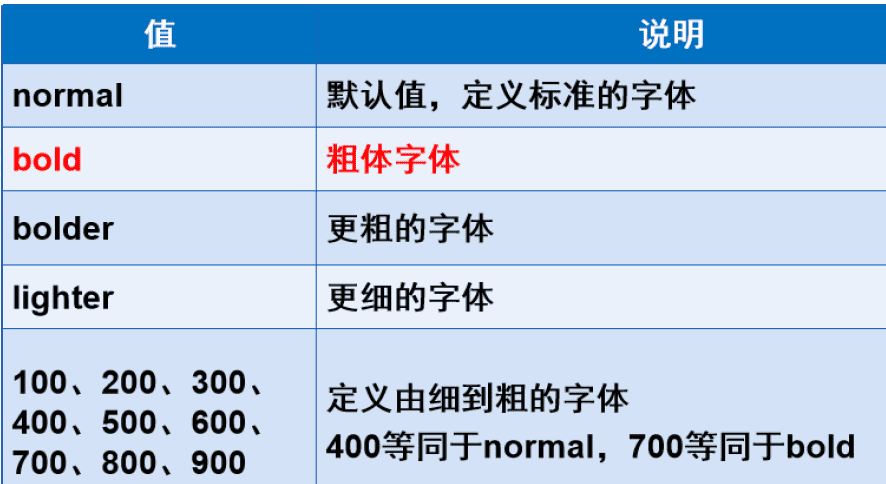 值 说明
normal 默认值，定义标准的字体
bold 粗体字体
bolder 更粗的字体
lighter 更细的字体
100、200、300、
400、500、600、
700、800、900
定义由细到粗的字体
400等同于normal，700等同于bold